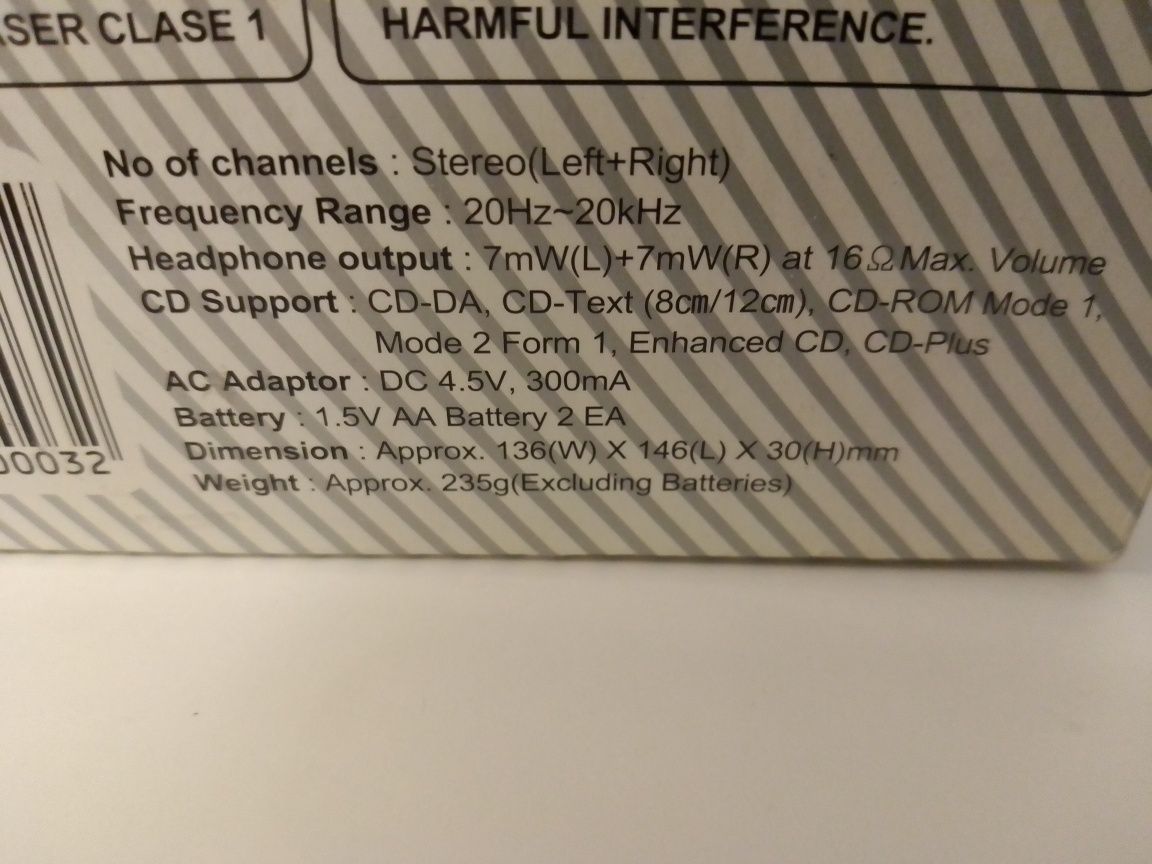 LASER CLASE 1
HARMFUL INTERFERENCE.
No of channels : Stereo(Left+Right)
Frequency Range : 20Hz~20kHz
Headphone output : 7mW(L)+7mW(R) at 16Ω Max. Volume
CD Support : CD-DA, CD-Text (8cm/12cm), CD-ROM Mode 1,
Mode 2 Form 1, Enhanced CD, CD-Plus
AC Adaptor : DC 4.5V, 300mA
Battery : 1.5V AA Battery 2 EA
Dimension : Approx. 136(W) X 146(L) X 30(H)mm
00032
Weight : Approx. 235g(Excluding Batteries)